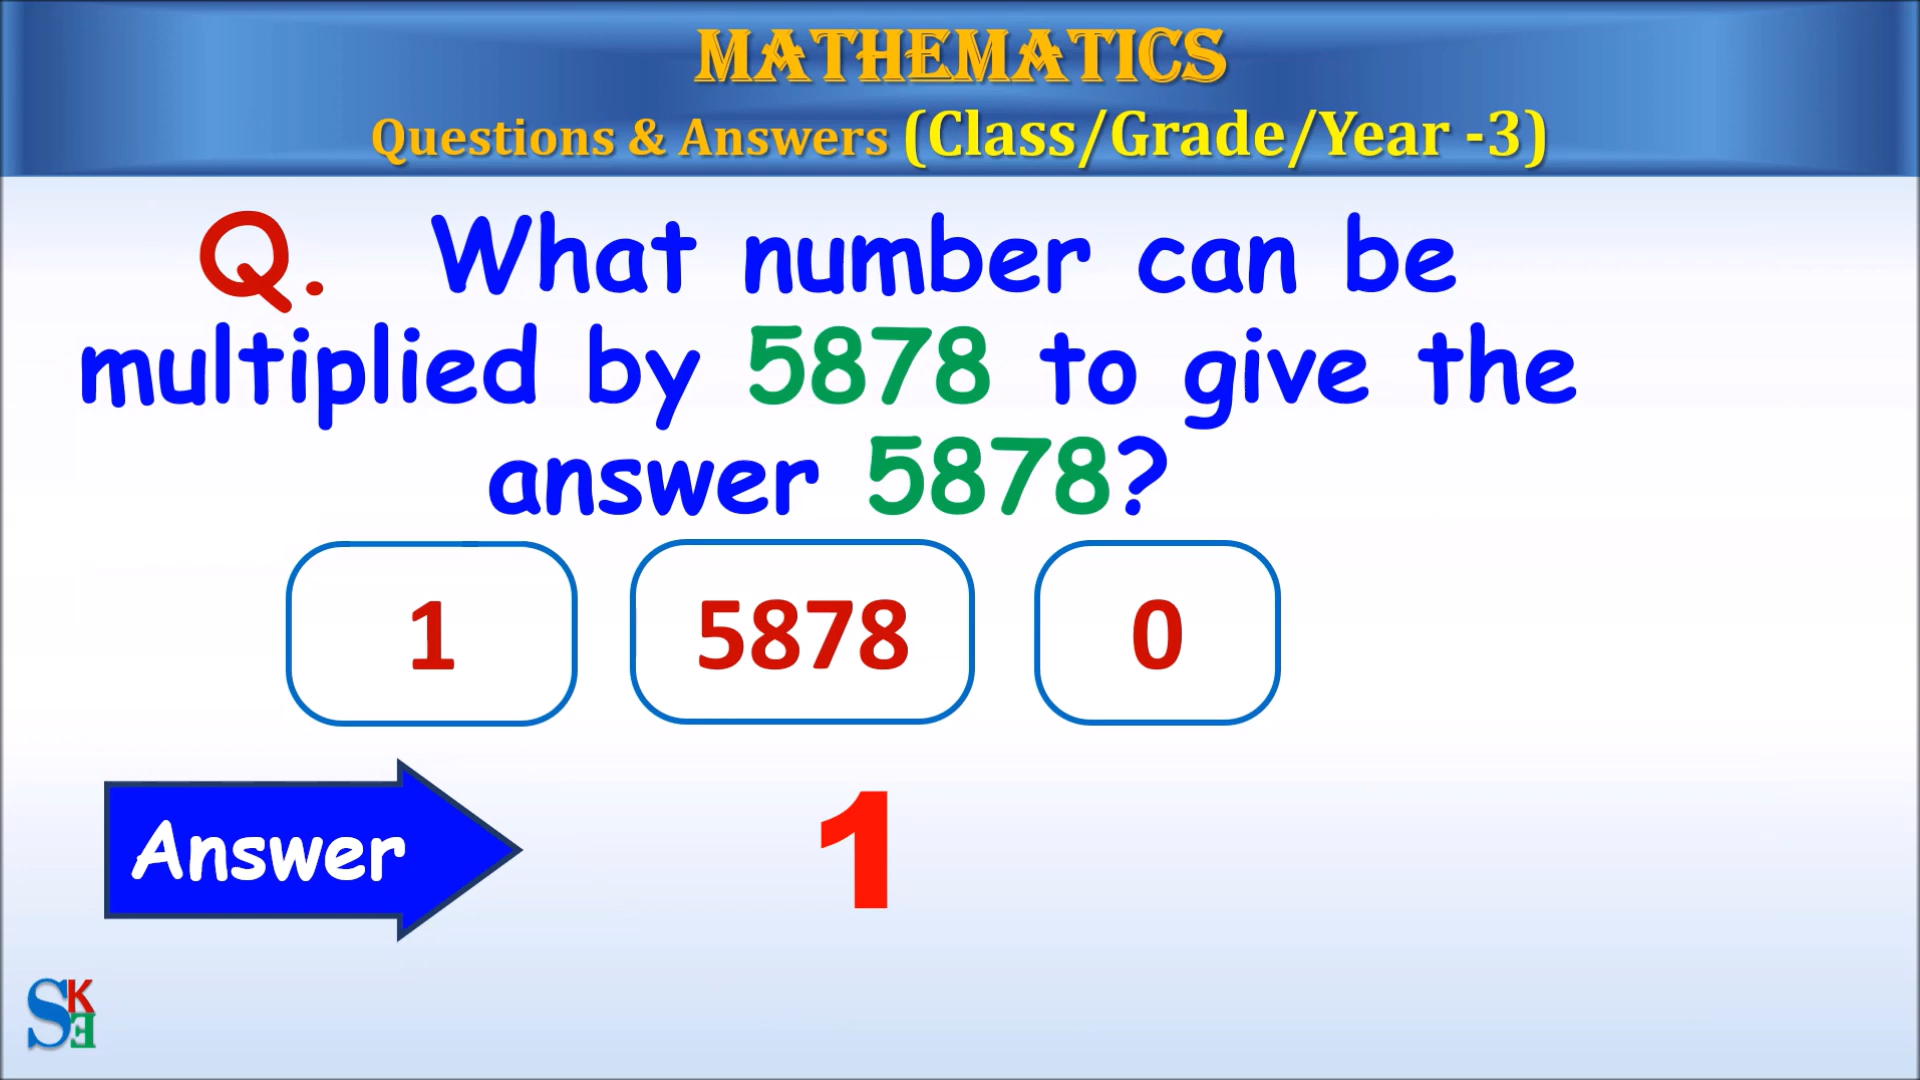 MATHEMATICS
Questions & Answers (Class/Grade/Year -3)
Q. What number can be
multiplied by 5878 to give the
answer 5878?
1 5878 0
Answer 1
SKE